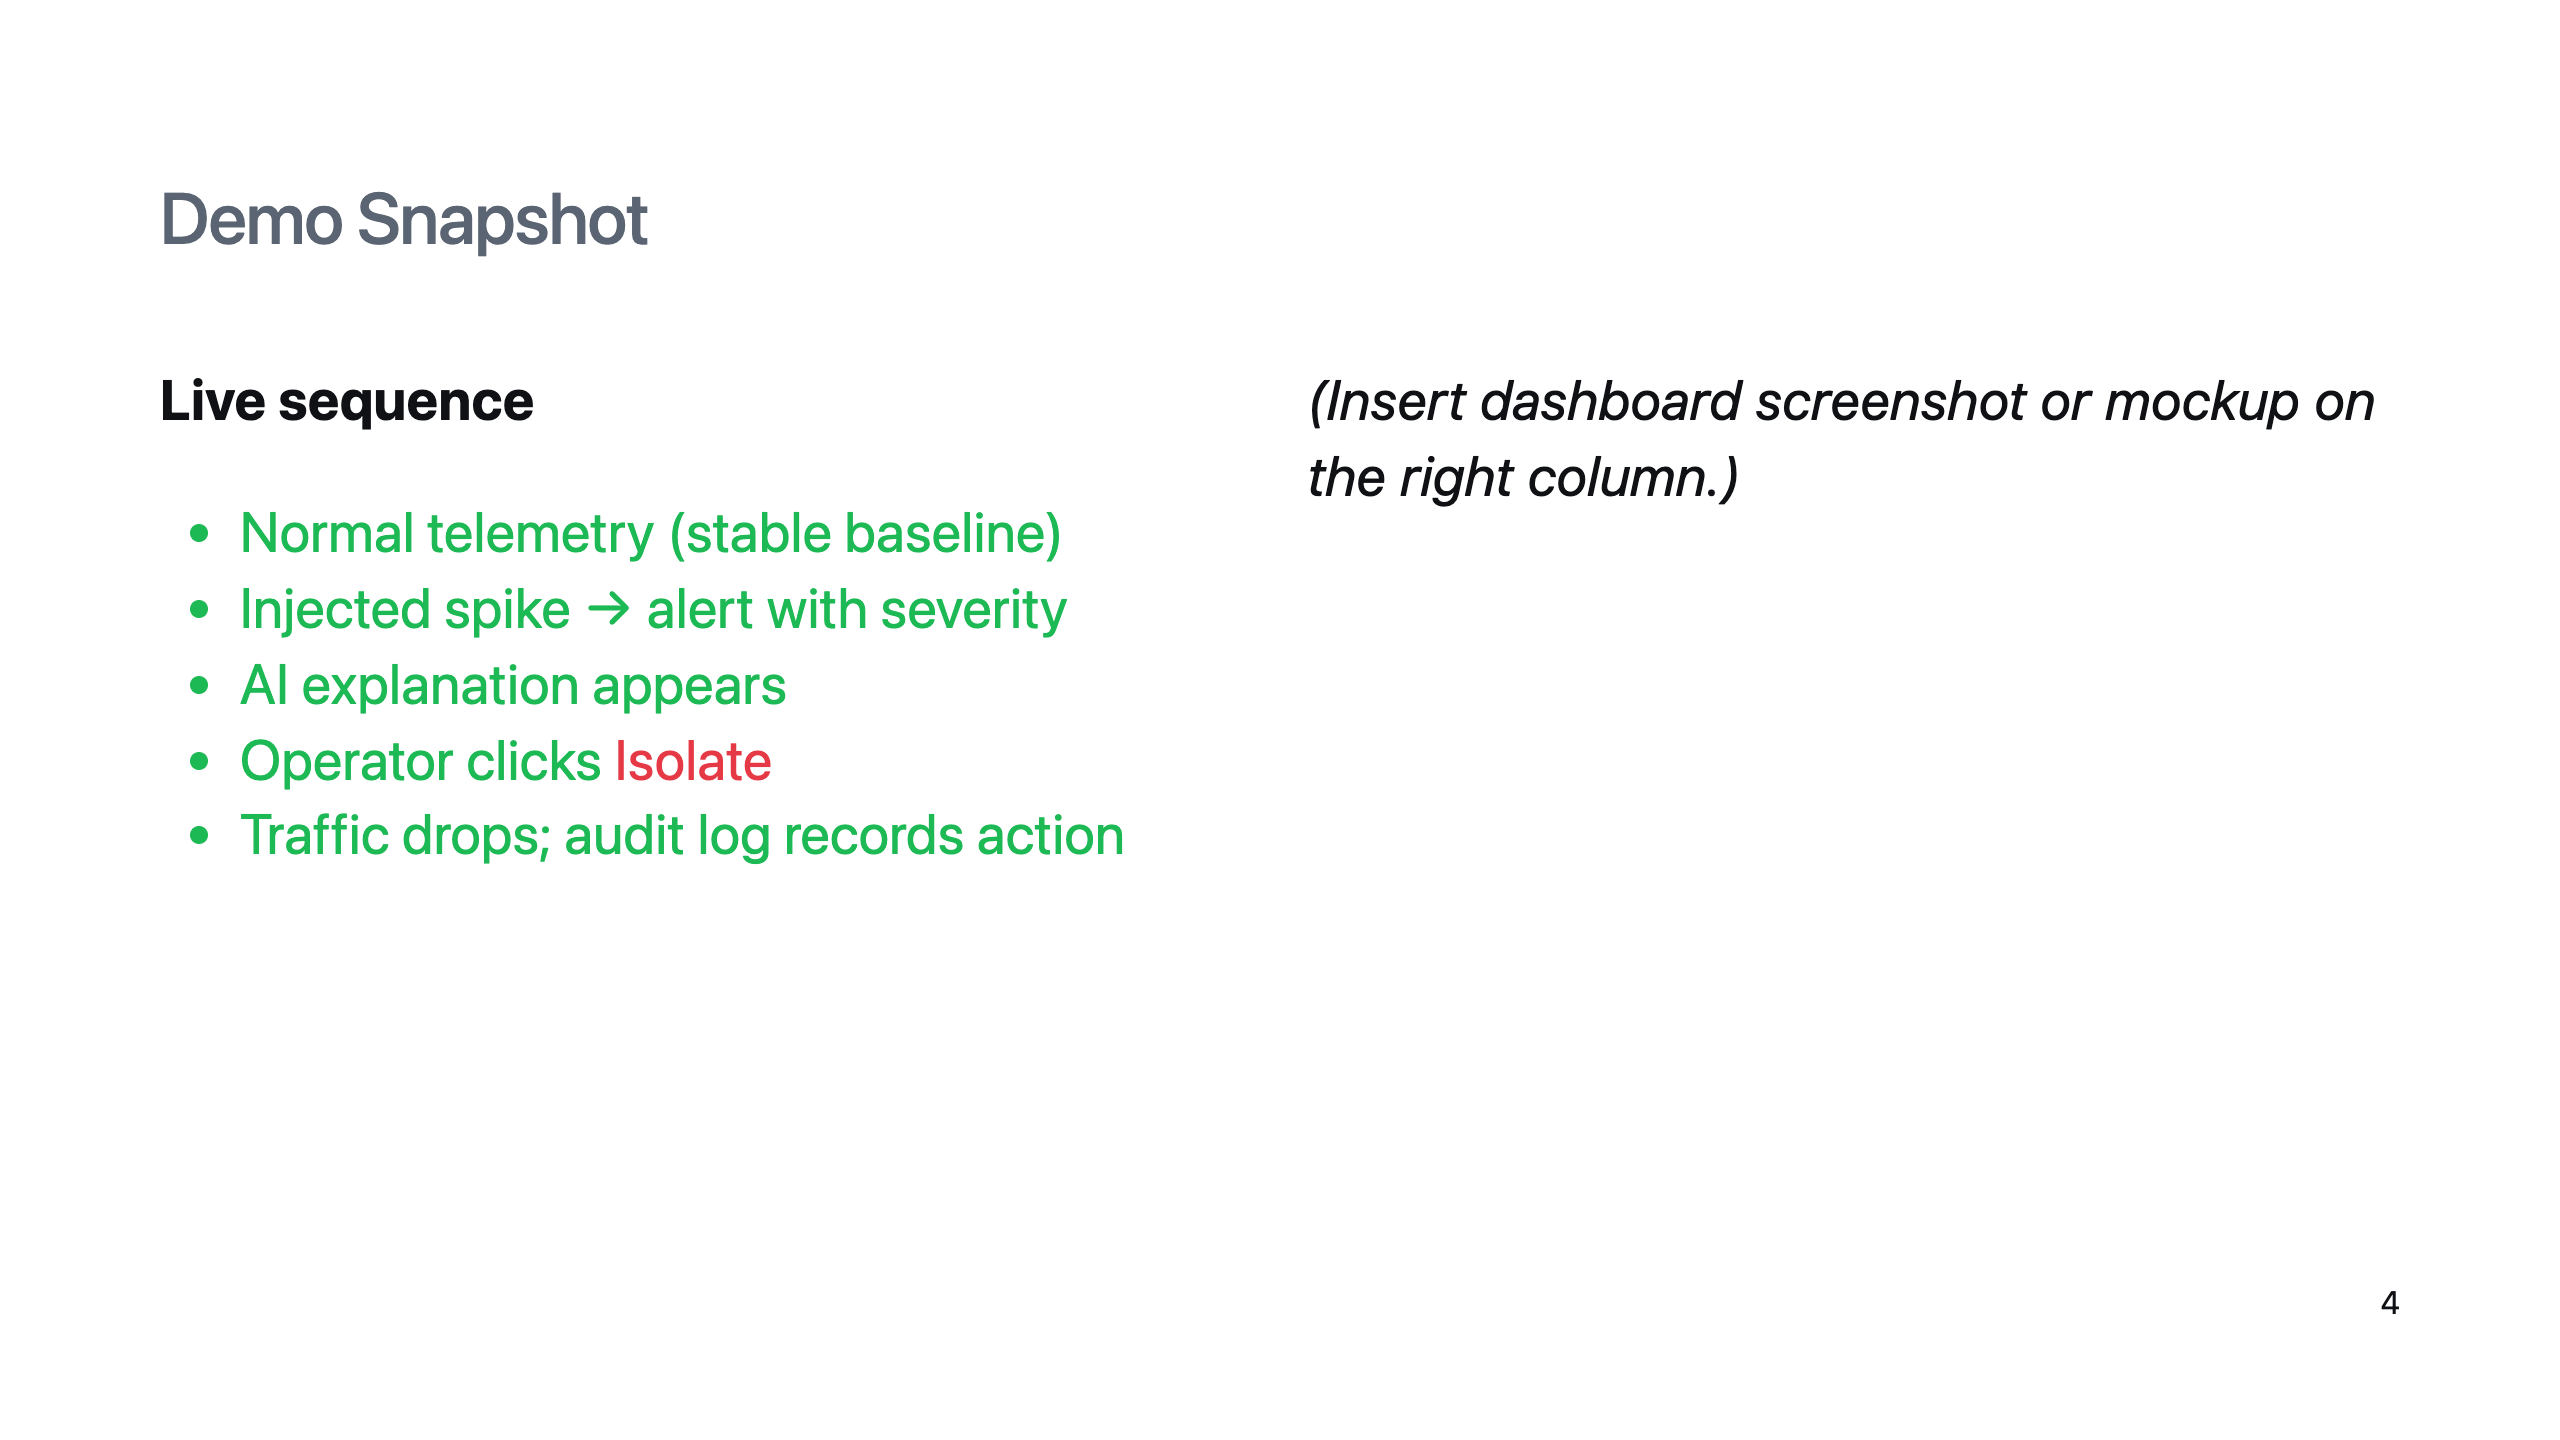 Demo Snapshot
Live sequence
• Normal telemetry (stable baseline)
• Injected spike → alert with severity
• AI explanation appears
• Operator clicks Isolate
• Traffic drops; audit log records action
(Insert dashboard screenshot or mockup on
the right column.)
4